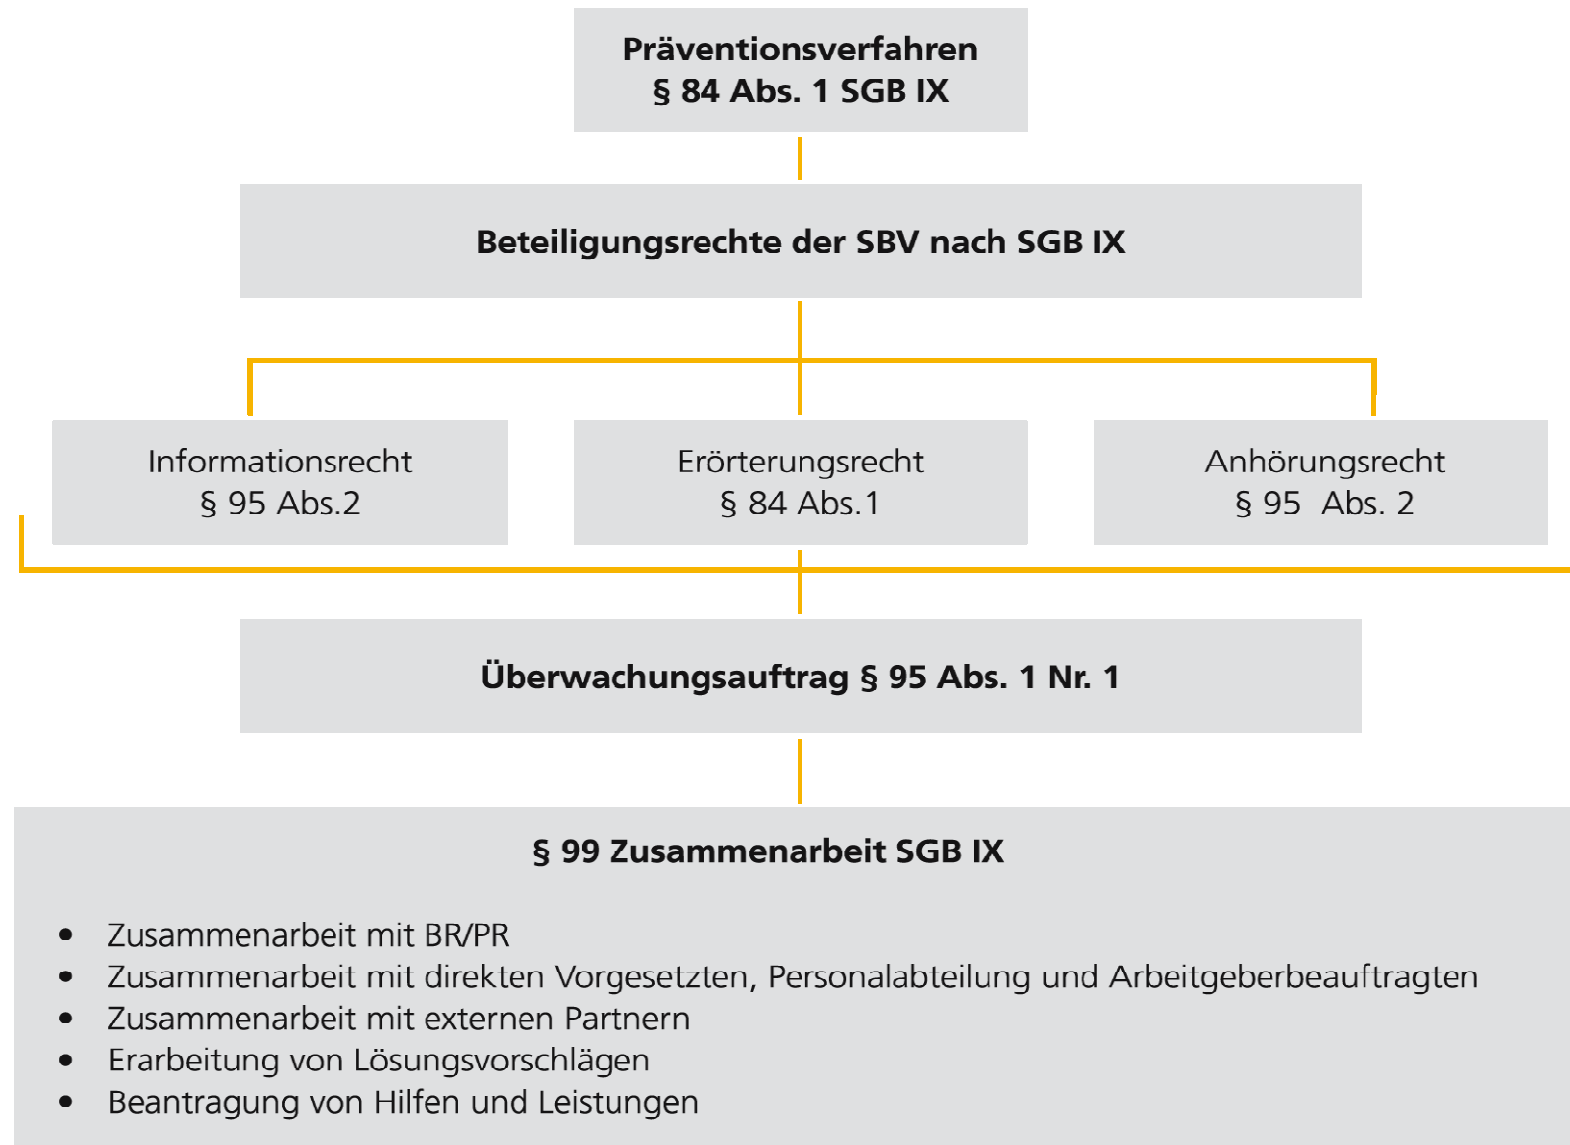 Präventionsverfahren
§ 84 Abs. 1 SGB IX
Beteiligungsrechte der SBV nach SGB IX
Informationsrecht
§ 95 Abs.2
Erörterungsrecht
§ 84 Abs.1
Anhörungsrecht
§ 95  Abs. 2
Überwachungsauftrag § 95 Abs. 1 Nr. 1
§ 99 Zusammenarbeit SGB IX
• Zusammenarbeit mit BR/PR
• Zusammenarbeit mit direkten Vorgesetzten, Personalabteilung und Arbeitgeberbeauftragten
• Zusammenarbeit mit externen Partnern
• Erarbeitung von Lösungsvorschlägen
• Beantragung von Hilfen und Leistungen